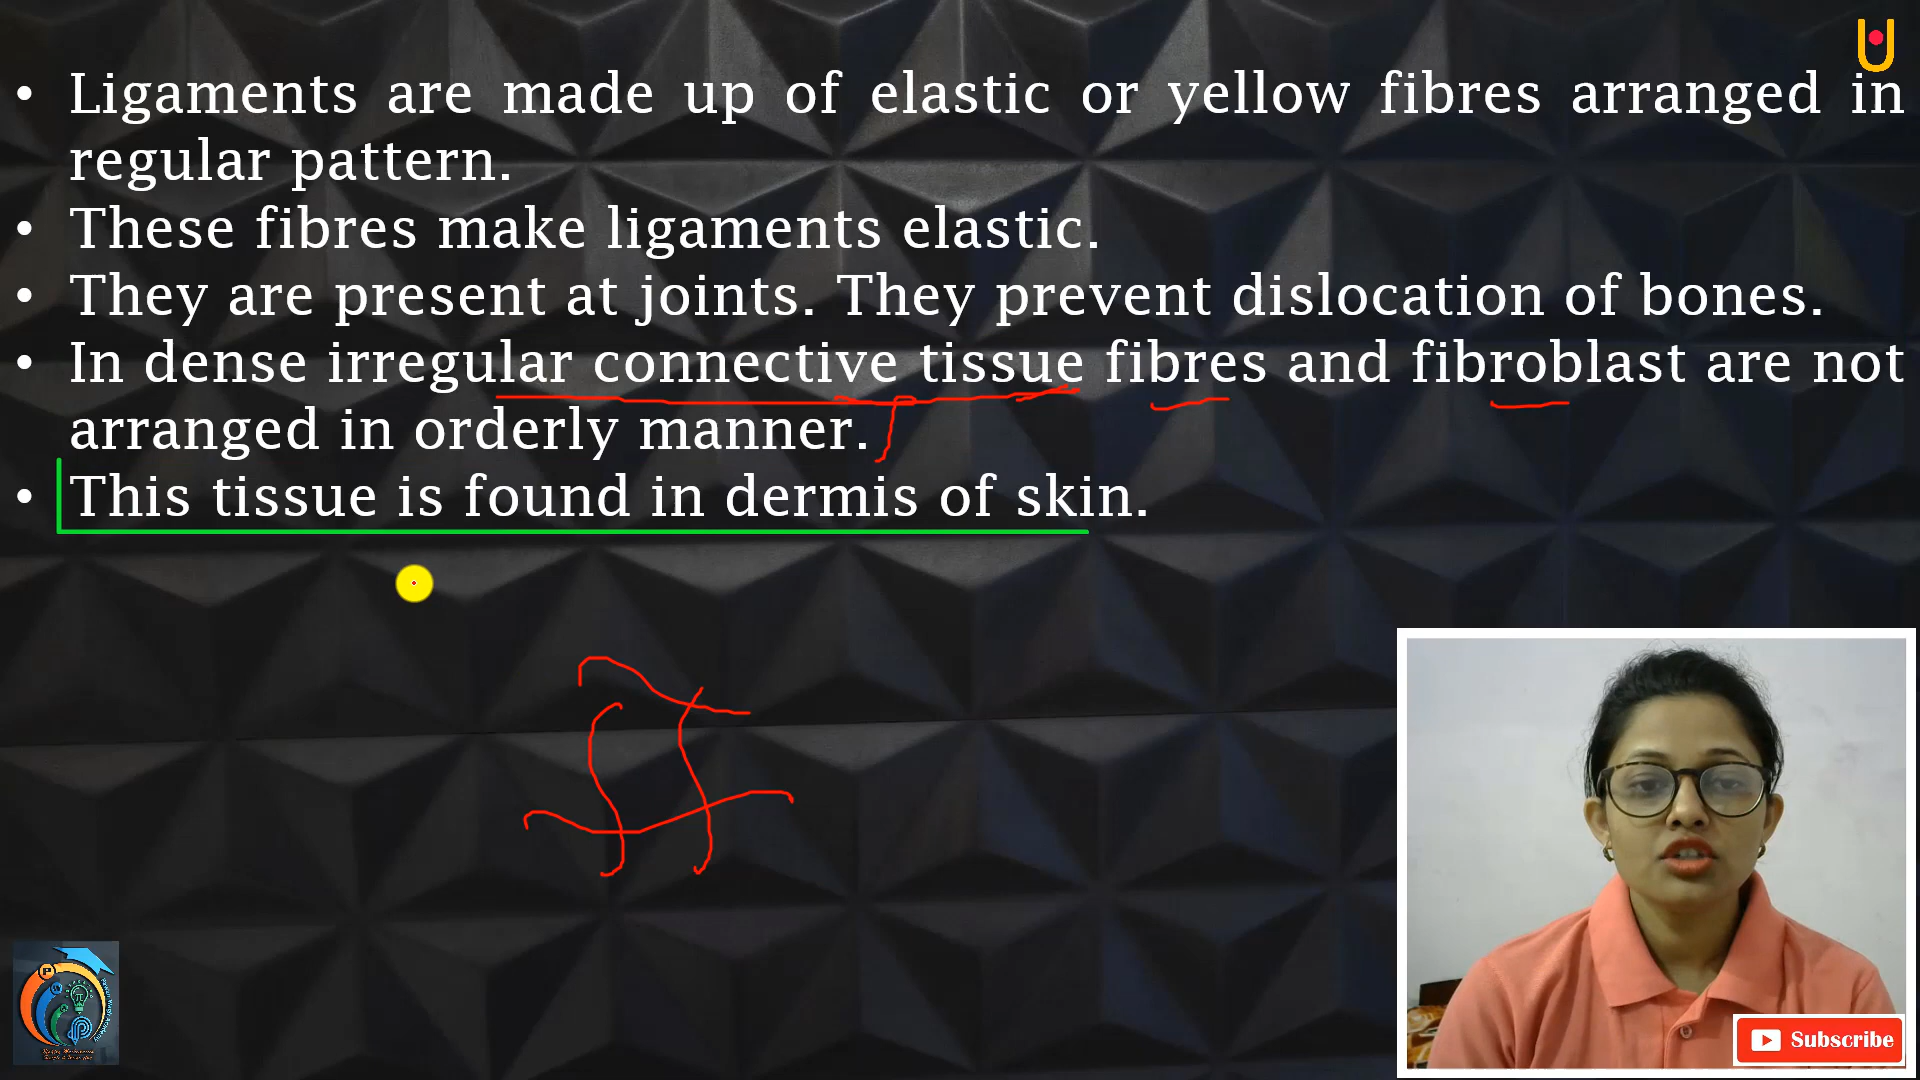 • Ligaments are made up of elastic or yellow fibres arranged in
regular pattern.
• These fibres make ligaments elastic.
• They are present at joints. They prevent dislocation of bones.
• In dense irregular connective tissue fibres and fibroblast are not
arranged in orderly manner.
• This tissue is found in dermis of skin.
Subscribe